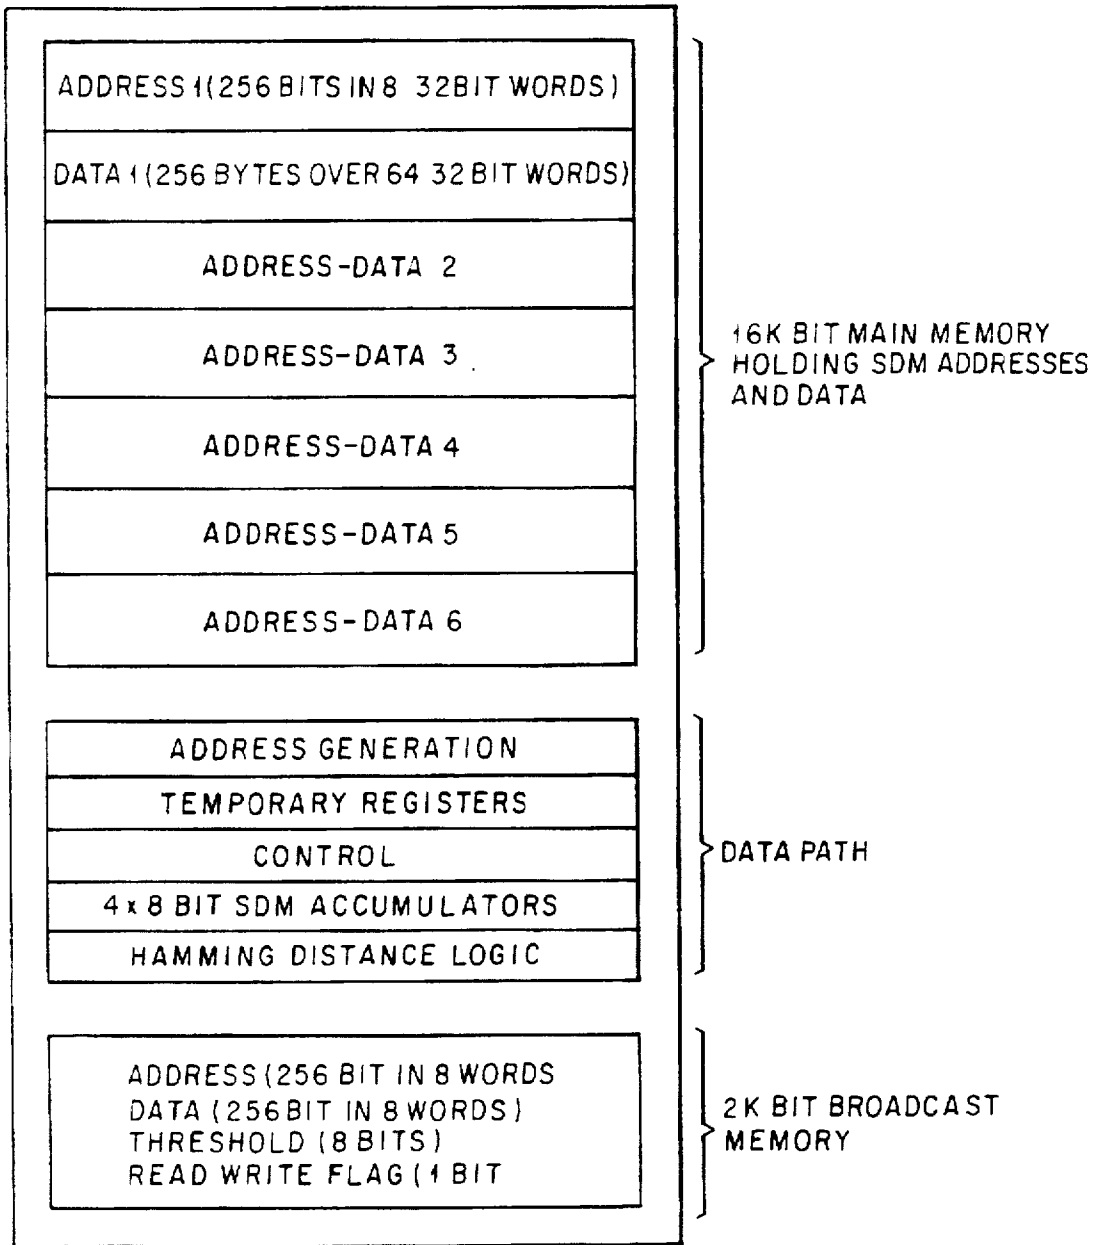 ADDRESS 1(256 BITS IN 8 32BIT WORDS)
DATA 1(256 BYTES OVER 64 32 BIT WORDS)
ADDRESS-DATA 2
ADDRESS-DATA 3
ADDRESS-DATA 4
ADDRESS-DATA 5
ADDRESS-DATA 6
16K BIT MAIN MEMORY
HOLDING SDM ADDRESSES
AND DATA
ADDRESS GENERATION
TEMPORARY REGISTERS
CONTROL
4 x 8 BIT SDM ACCUMULATORS
HAMMING DISTANCE LOGIC
DATA PATH
ADDRESS (256 BIT IN 8 WORDS
DATA (256BIT IN 8 WORDS)
THRESHOLD (8 BITS)
READ WRITE FLAG (1 BIT
2K BIT BROADCAST
MEMORY